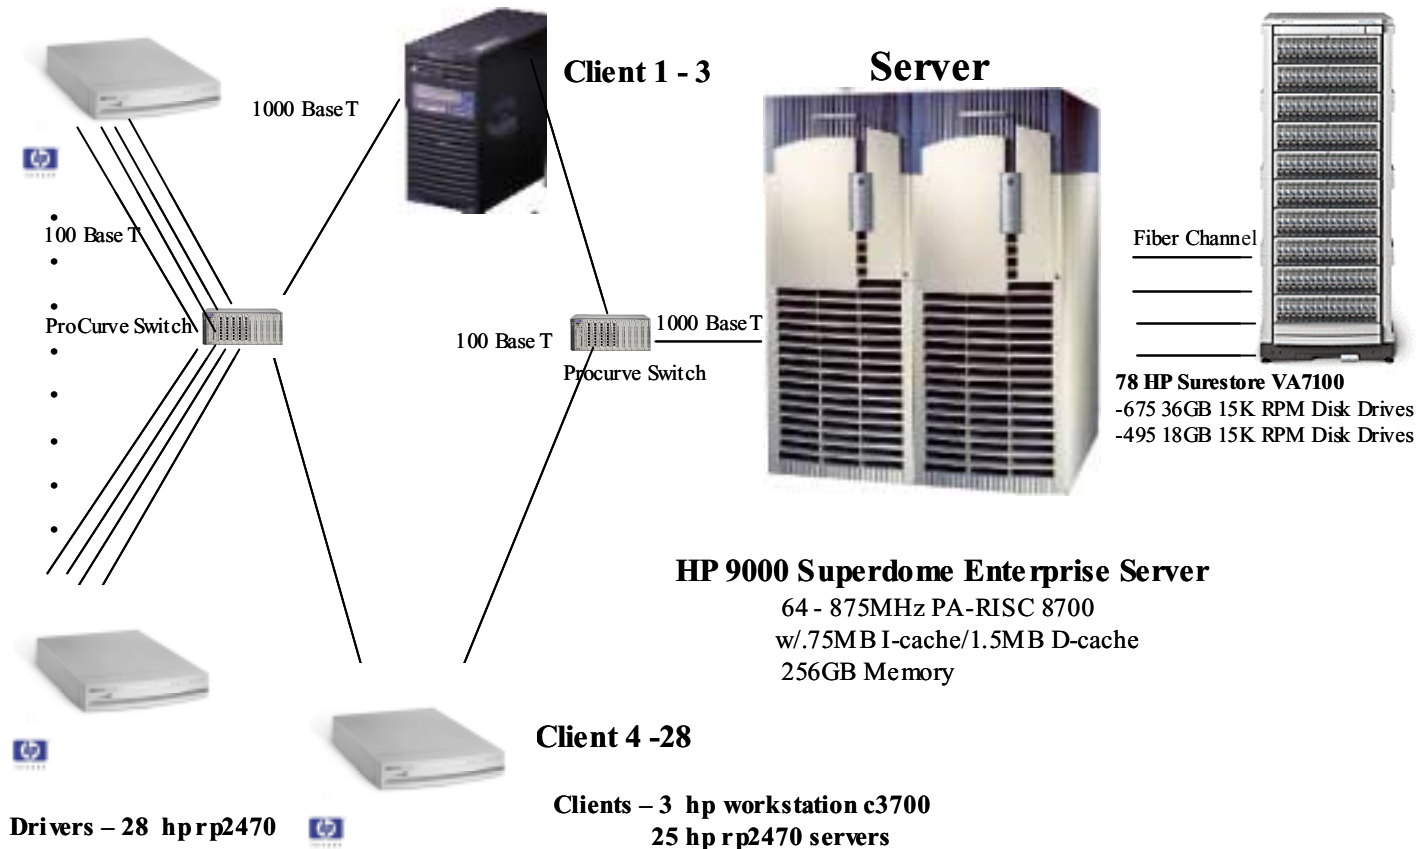 Client 1 - 3
Server
1000 Base T
100 Base T
Fiber Channel
ProCurve Switch
100 Base T
1000 Base T
Procurve Switch
78 HP Surestore VA7100
-675 36GB 15K RPM Disk Drives
-495 18GB 15K RPM Disk Drives
HP 9000 Superdome Enterprise Server
64 - 875MHz PA-RISC 8700
w/.75MB I-cache/1.5MB D-cache
256GB Memory
Client 4 -28
Clients – 3 hp workstation c3700
25 hp rp2470 servers
Drivers – 28 hp rp2470
hp
hp
hp